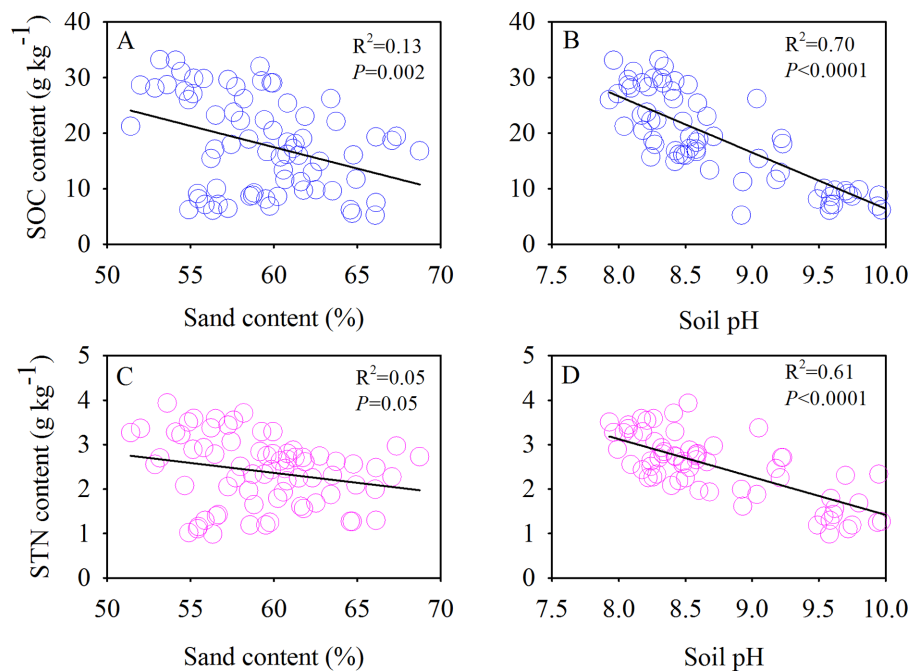 A
R²=0.13
P=0.002
SOC content (g kg⁻¹)
40
30
20
10
0
50 55 60 65 70
Sand content (%)
B
R²=0.70
P<0.0001
40
30
20
10
0
7.5 8.0 8.5 9.0 9.5 10.0
Soil pH
C
R²=0.05
P=0.05
STN content (g kg⁻¹)
5
4
3
2
1
0
50 55 60 65 70
Sand content (%)
D
R²=0.61
P<0.0001
5
4
3
2
1
0
7.5 8.0 8.5 9.0 9.5 10.0
Soil pH